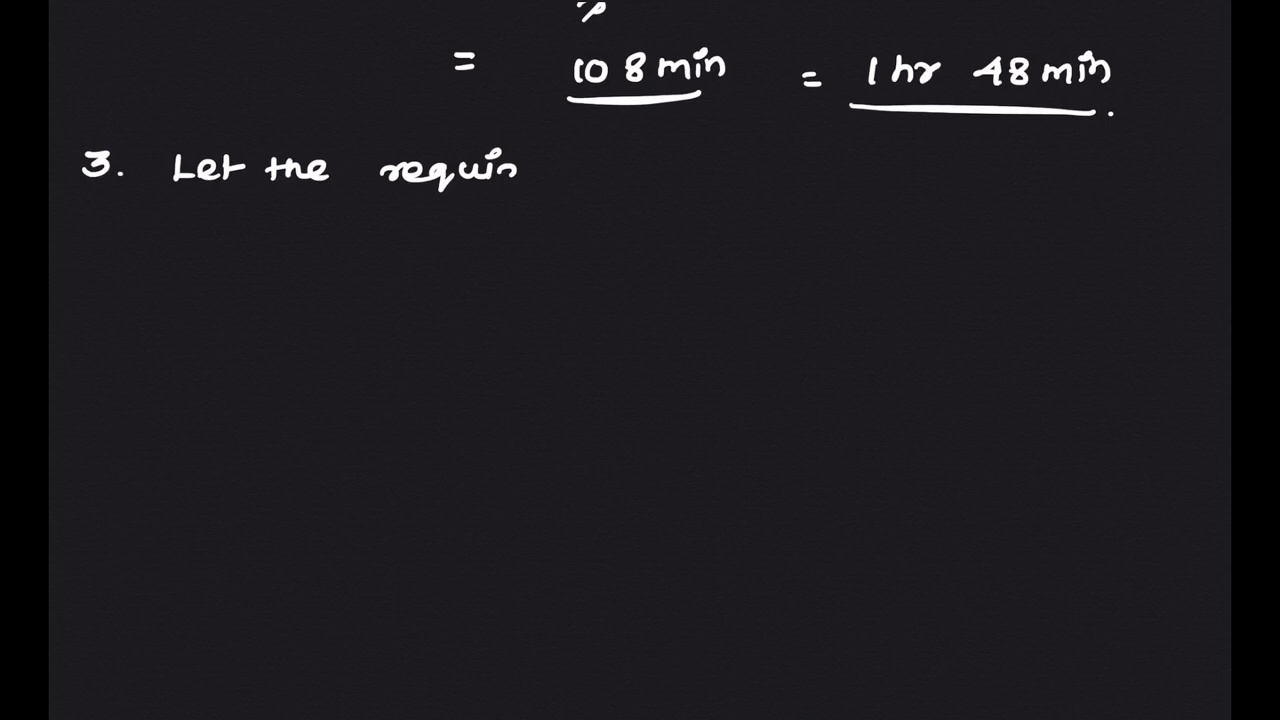 = 108 min = 1 hr 48 min.
3. Let the requir